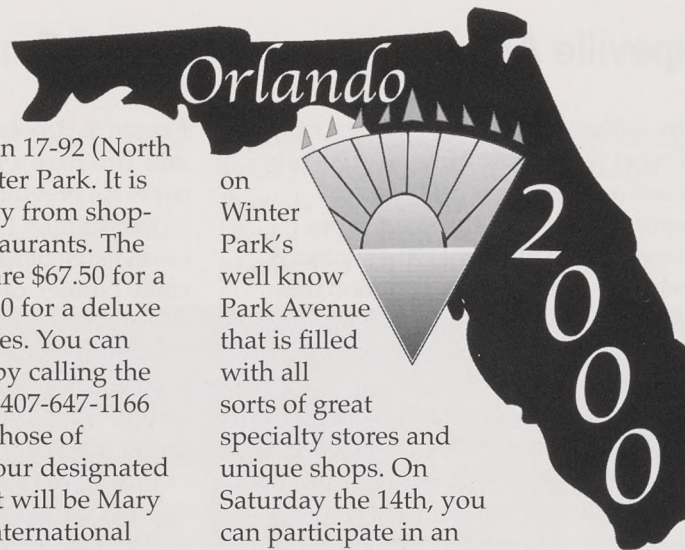 Orlando
2000
n 17-92 (North
ter Park. It is
y from shop-
aurants. The
are $67.50 for a
0 for a deluxe
es. You can
by calling the
407-647-1166
hose of
our designated
t will be Mary
nternational
on
Winter
Park's
well know
Park Avenue
that is filled
with all
sorts of great
specialty stores and
unique shops. On
Saturday the 14th, you
can participate in an